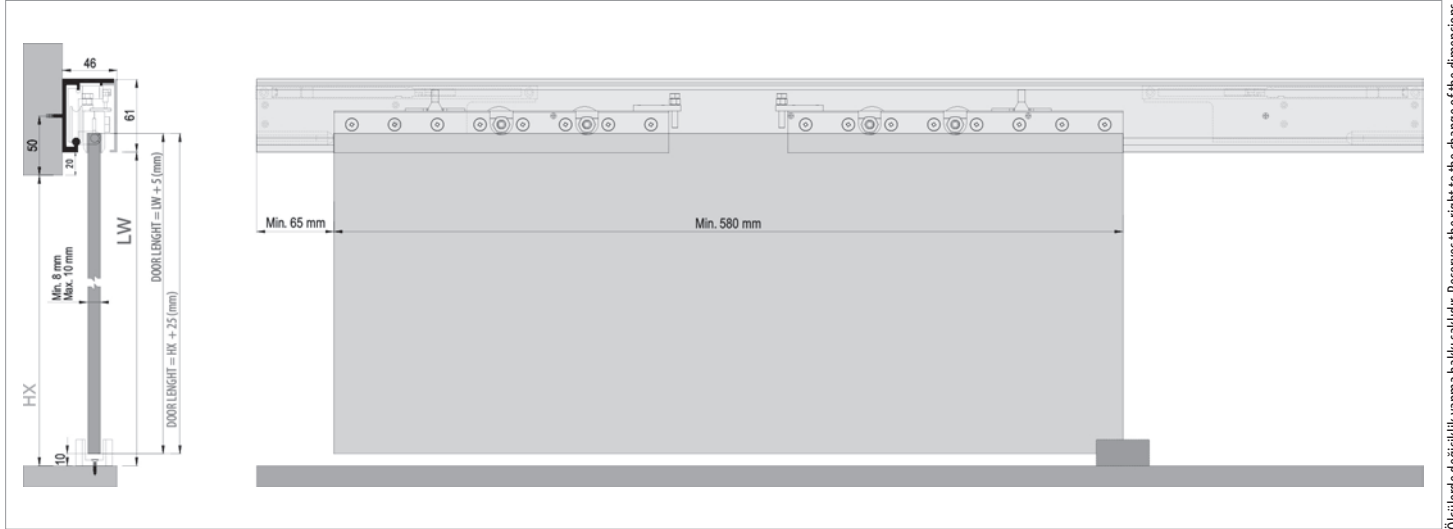 46
61
50
20
LW
HX
10
Min. 8 mm
Max. 10 mm
DOOR LENGHT = LW + 5 (mm)
DOOR LENGHT = HX + 25 (mm)
Min. 65 mm
Min. 580 mm
Ölçülerde değişiklik yapma hakkı saklıdır. Reserves the right to the change of the dimensions